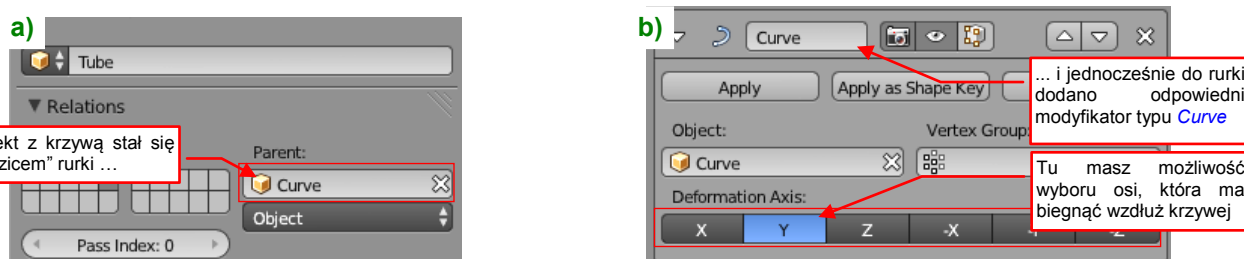 a)
Tube
Relations
ekt z krzywą stał się
zicem” rurki …
Parent:
Curve
Object
Pass Index: 0
b)
Curve
... i jednocześnie do rurki
dodano odpowiedni
modyfikator typu Curve
Apply
Apply as Shape Key
Object:
Vertex Group:
Curve
Tu masz możliwość
wyboru osi, która ma
biegnąć wzdłuż krzywej
Deformation Axis:
X Y Z -X